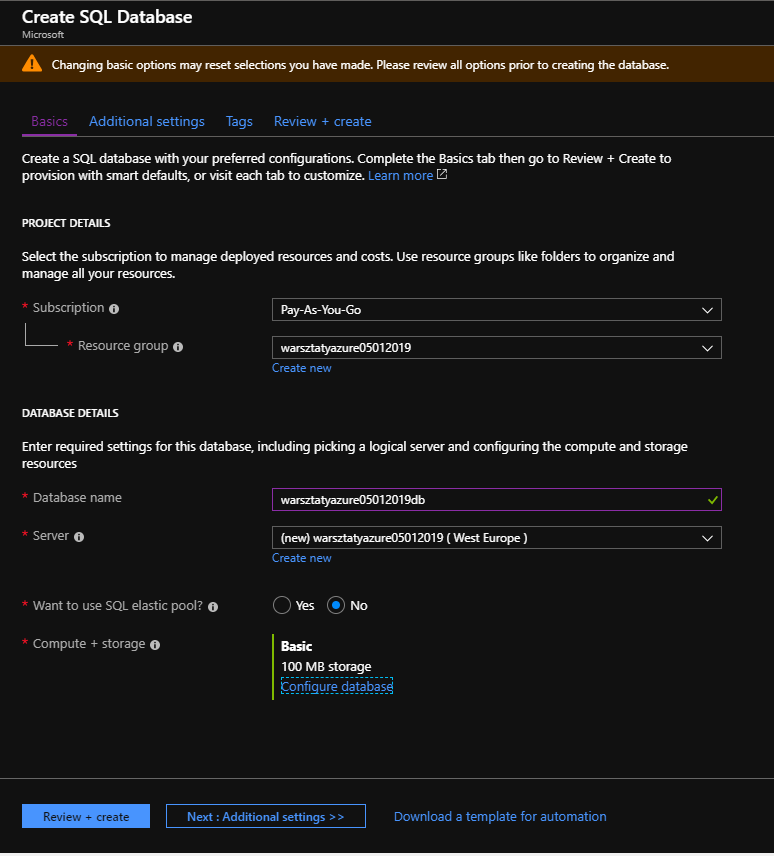 Create SQL Database
Microsoft
Changing basic options may reset selections you have made. Please review all options prior to creating the database.
Basics Additional settings Tags Review + create
Create a SQL database with your preferred configurations. Complete the Basics tab then go to Review + Create to
provision with smart defaults, or visit each tab to customize. Learn more
PROJECT DETAILS
Select the subscription to manage deployed resources and costs. Use resource groups like folders to organize and
manage all your resources.
* Subscription Pay-As-You-Go
* Resource group warsztatyazure05012019
Create new
DATABASE DETAILS
Enter required settings for this database, including picking a logical server and configuring the compute and storage
resources
* Database name warsztatyazure05012019db
* Server (new) warsztatyazure05012019 ( West Europe )
Create new
* Want to use SQL elastic pool? Yes No
* Compute + storage Basic
100 MB storage
Configure database
Review + create Next : Additional settings >> Download a template for automation